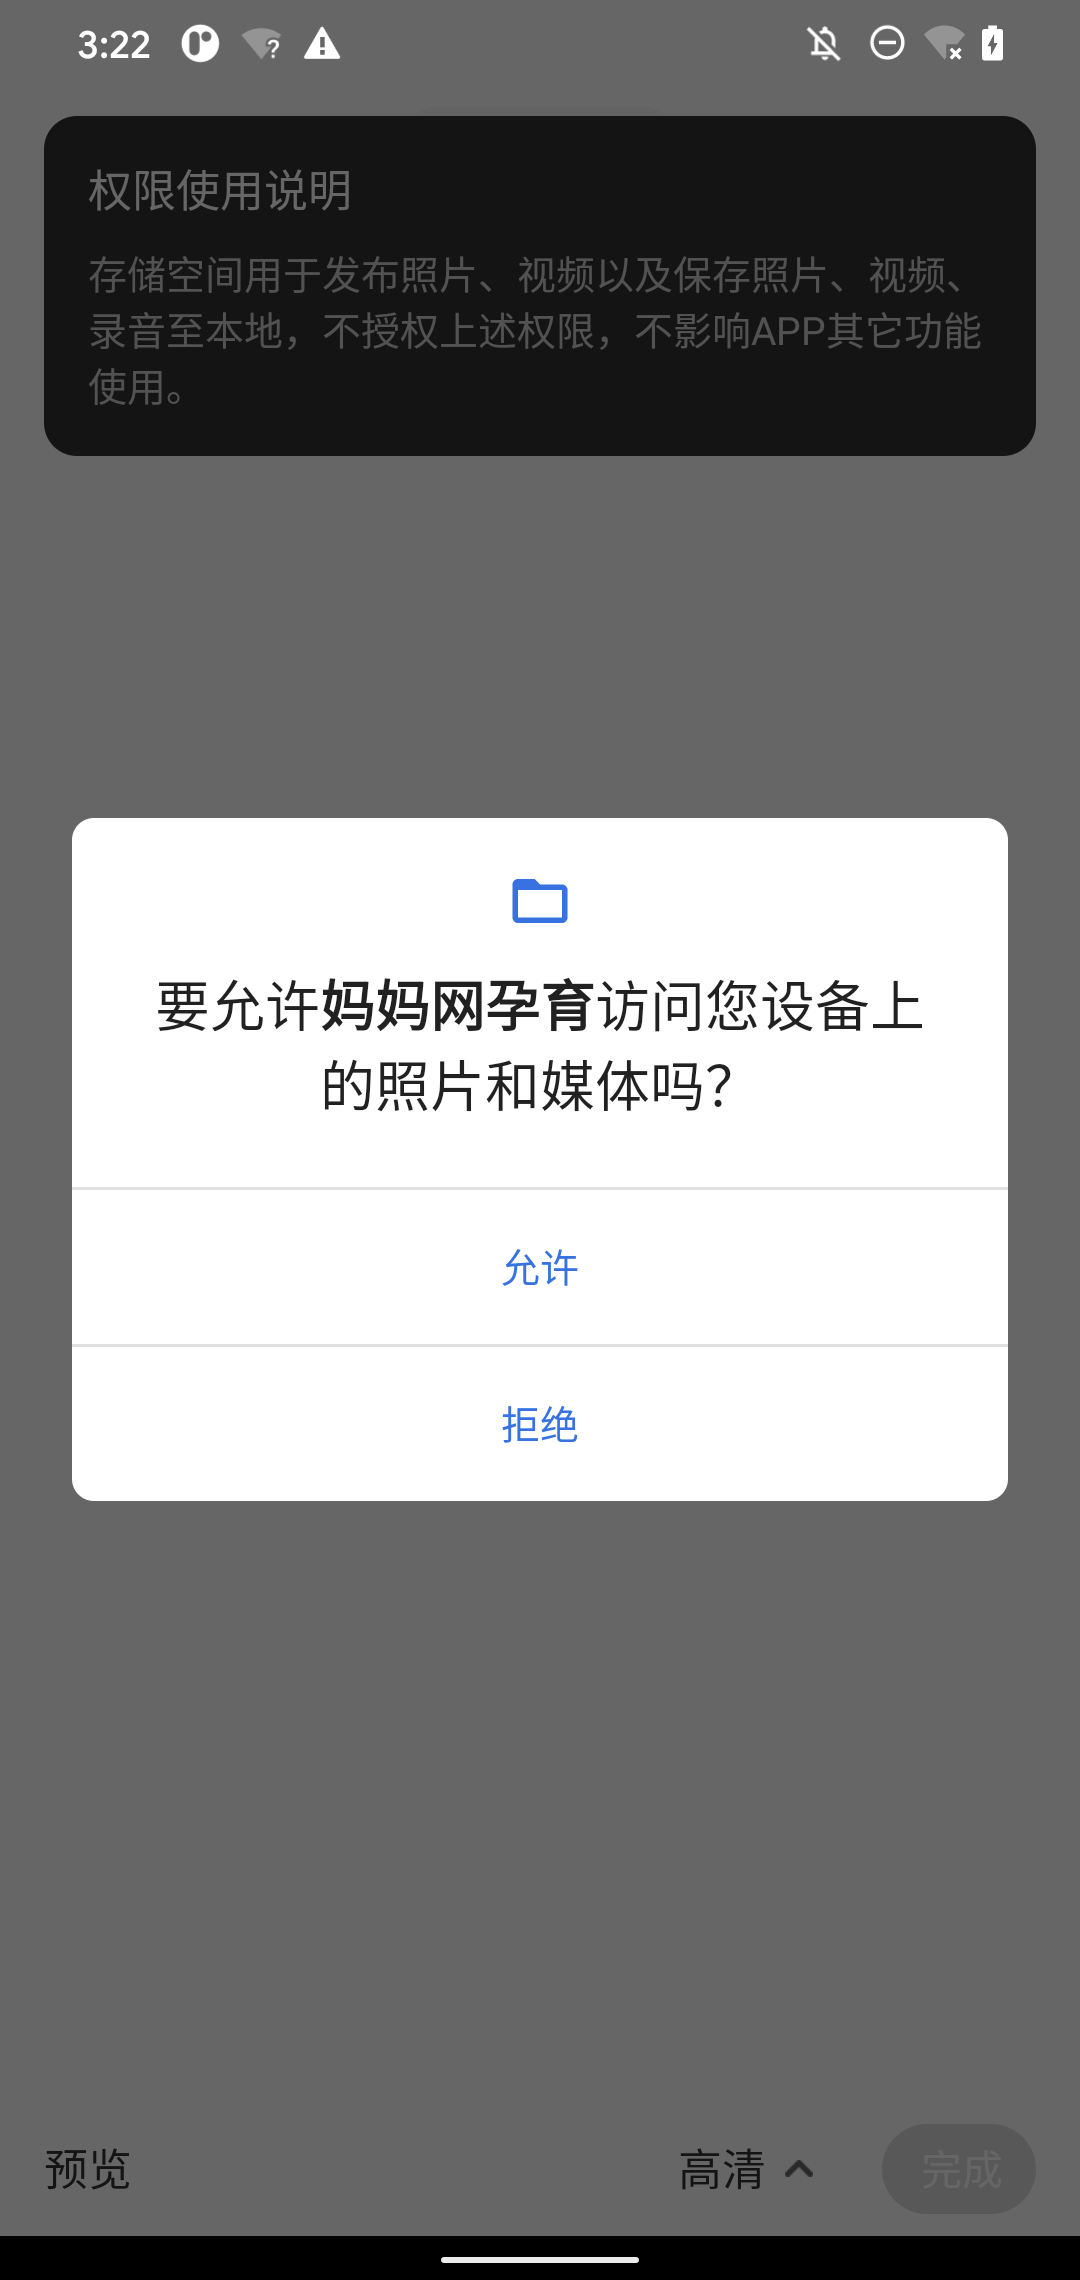 3:22
权限使用说明
存储空间用于发布照片、视频以及保存照片、视频、
录音至本地，不授权上述权限，不影响APP其它功能
使用。
要允许妈妈网孕育访问您设备上
的照片和媒体吗？
允许
拒绝
预览
高清
完成